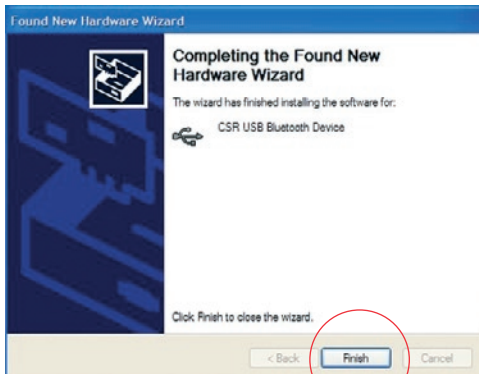 Found New Hardware Wizard
Completing the Found New
Hardware Wizard
The wizard has finished installing the software for:
CSR USB Bluetooth Device
Click Finish to close the wizard.
< Back
Finish
Cancel